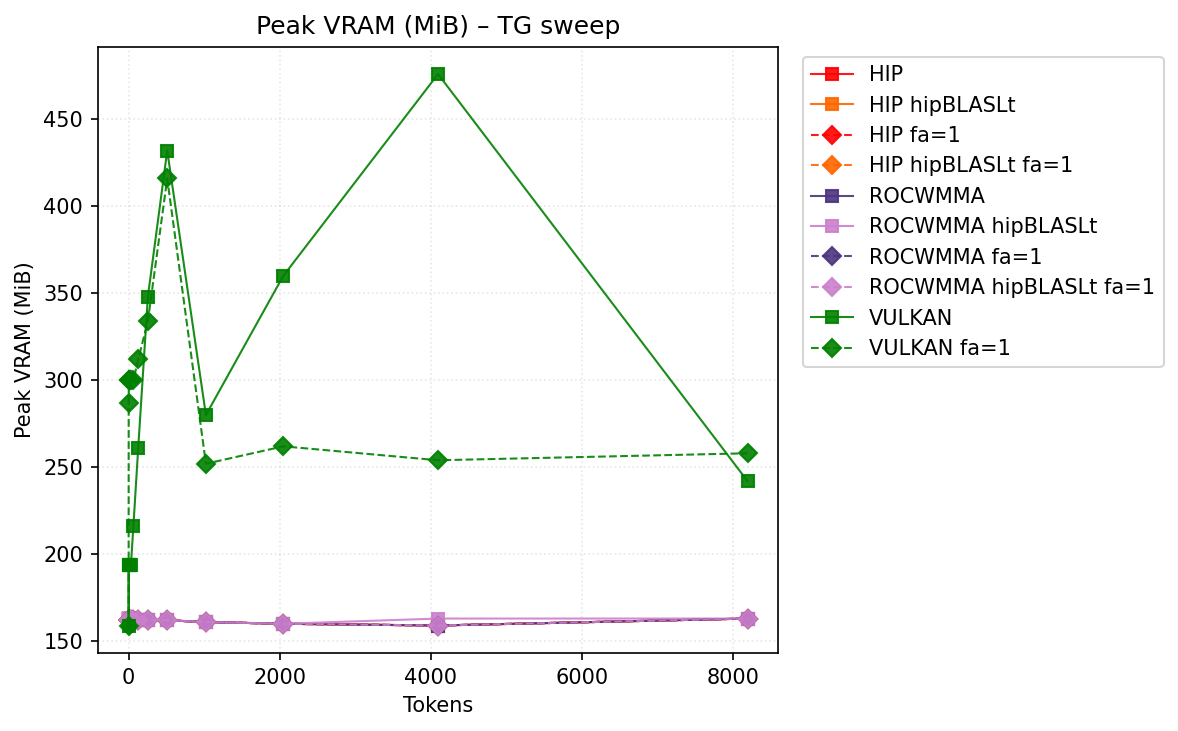 Peak VRAM (MiB) – TG sweep
Peak VRAM (MiB)
450
400
350
300
250
200
150
0 2000 4000 6000 8000
Tokens
HIP
HIP hipBLASLt
HIP fa=1
HIP hipBLASLt fa=1
ROCWMMA
ROCWMMA hipBLASLt
ROCWMMA fa=1
ROCWMMA hipBLASLt fa=1
VULKAN
VULKAN fa=1